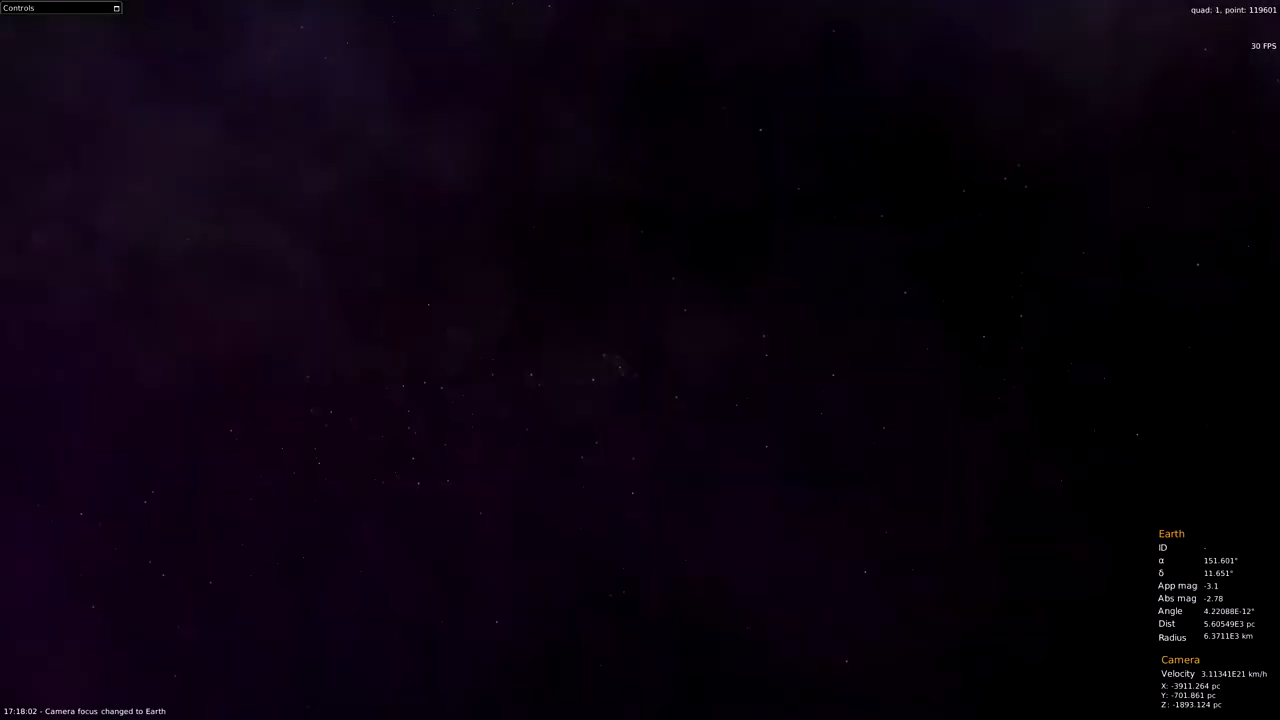 Controls
quad: 1, point: 119601
30 FPS
Earth
ID -
α 151.601°
δ 11.651°
App mag -3.1
Abs mag -2.78
Angle 4.22088E-12°
Dist 5.60549E3 pc
Radius 6.3711E3 km
Camera
Velocity 3.11341E21 km/h
X: -3911.264 pc
Y: -701.861 pc
Z: -1893.124 pc
17:18:02 - Camera focus changed to Earth